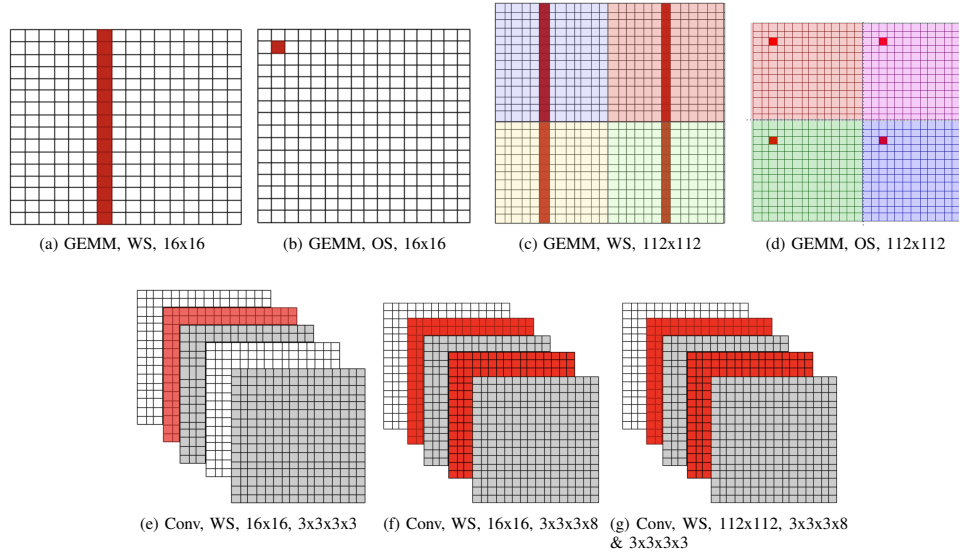 (a) GEMM, WS, 16x16
(b) GEMM, OS, 16x16
(c) GEMM, WS, 112x112
(d) GEMM, OS, 112x112
(e) Conv, WS, 16x16, 3x3x3x3
(f) Conv, WS, 16x16, 3x3x3x8
(g) Conv, WS, 112x112, 3x3x3x8
& 3x3x3x3